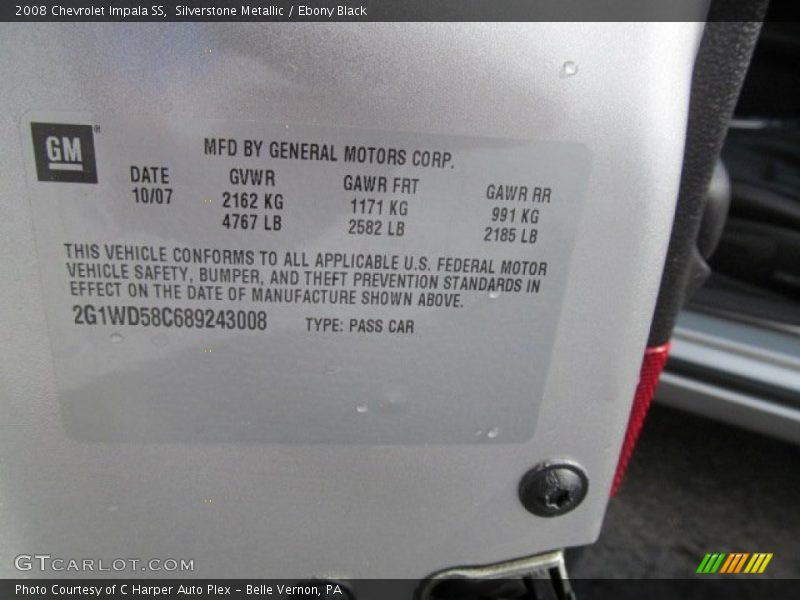 2008 Chevrolet Impala SS,  Silverstone Metallic / Ebony Black
GM®
MFD BY GENERAL MOTORS CORP.
DATE GVWR GAWR FRT GAWR RR
10/07 2162 KG 1171 KG 991 KG
4767 LB 2582 LB 2185 LB
THIS VEHICLE CONFORMS TO ALL APPLICABLE U.S. FEDERAL MOTOR
VEHICLE SAFETY, BUMPER, AND THEFT PREVENTION STANDARDS IN
EFFECT ON THE DATE OF MANUFACTURE SHOWN ABOVE.
2G1WD58C689243008 TYPE: PASS CAR
GTCARLOT.COM
Photo Courtesy of C Harper Auto Plex – Belle Vernon, PA